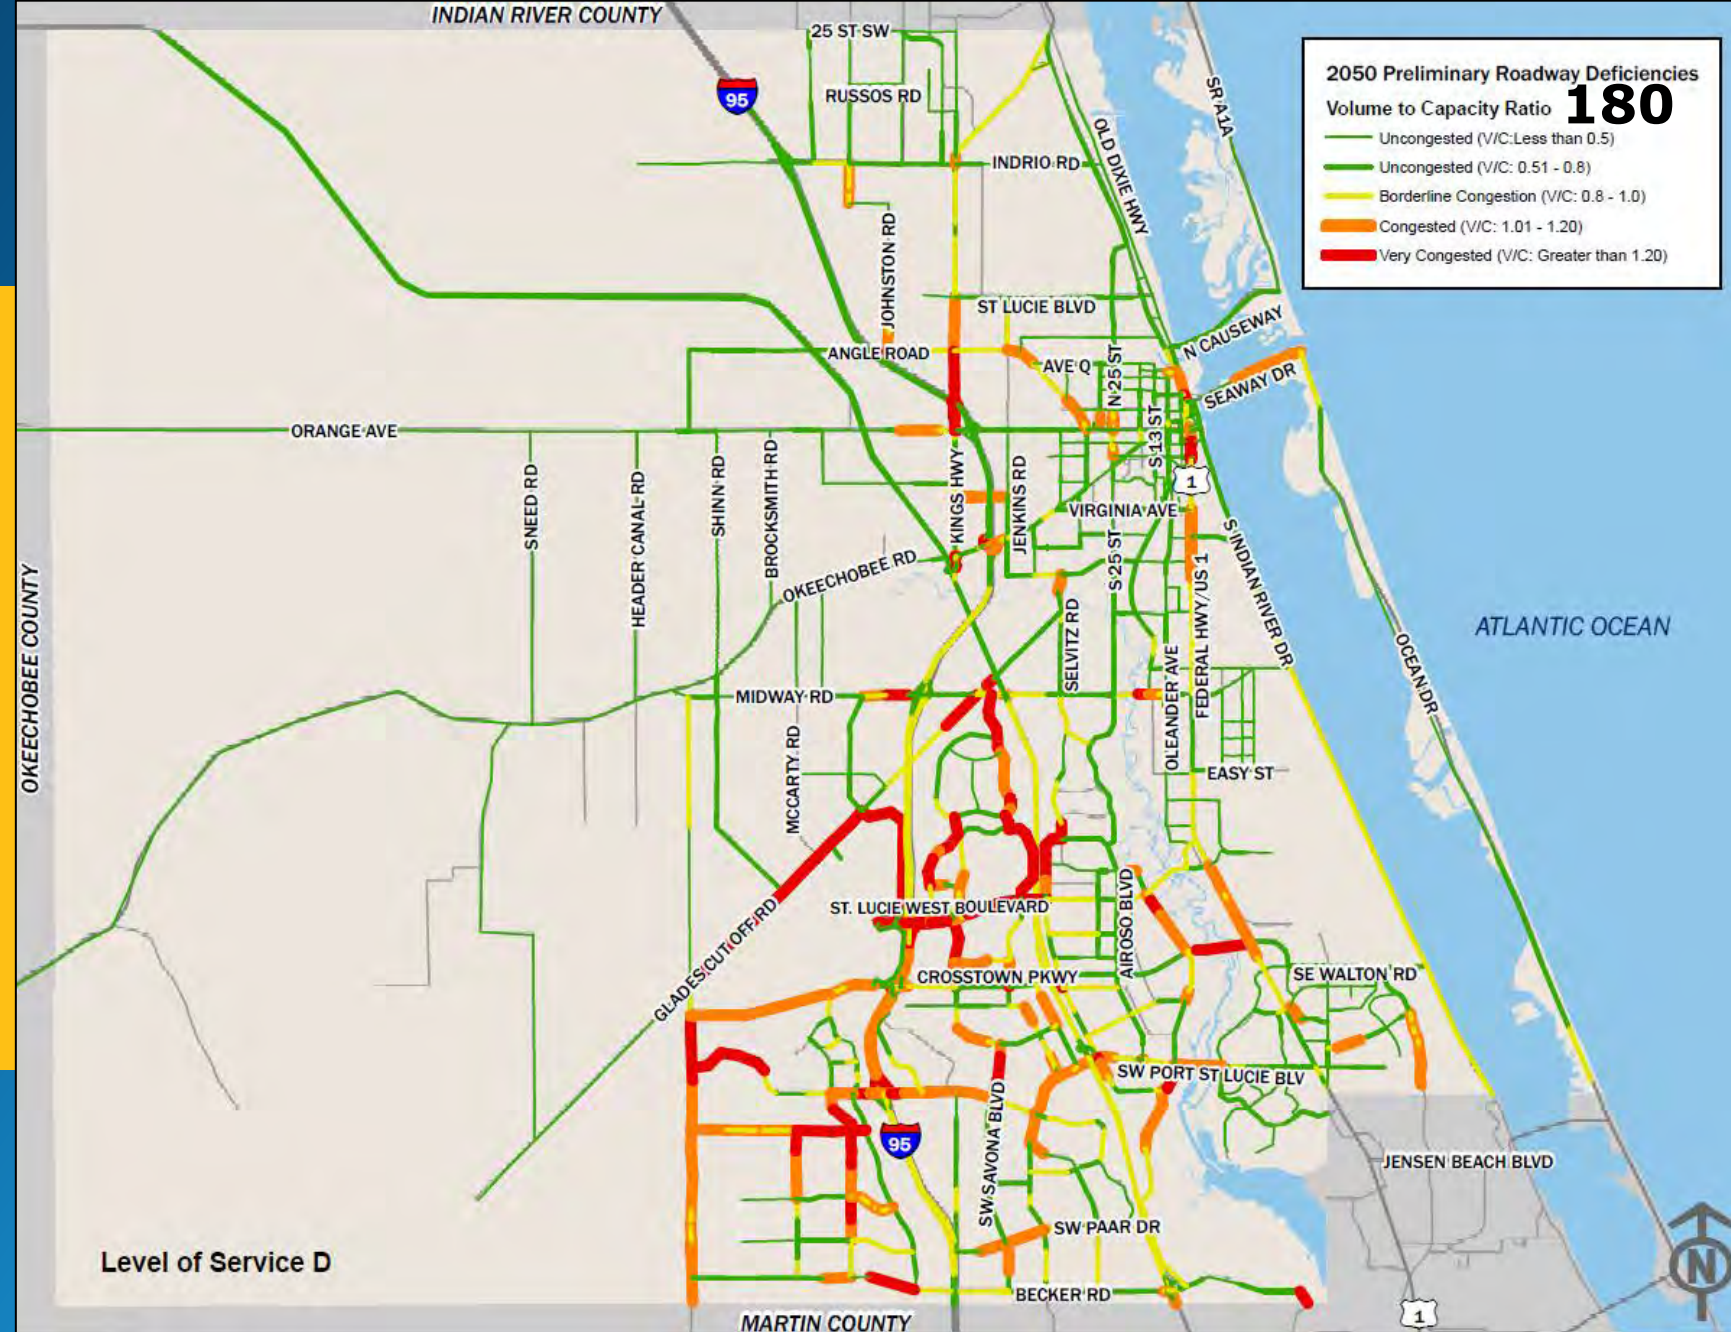 INDIAN RIVER COUNTY
25 ST SW
95
RUSSOS RD
SR A1A
2050 Preliminary Roadway Deficiencies
Volume to Capacity Ratio 180
Uncongested (V/C:Less than 0.5)
Uncongested (V/C: 0.51 - 0.8)
Borderline Congestion (V/C: 0.8 - 1.0)
Congested (V/C: 1.01 - 1.20)
Very Congested (V/C: Greater than 1.20)
OLD DIXIE HWY
INDRIO RD
JOHNSTON RD
ST LUCIE BLVD
N CAUSEWAY
ANGLE ROAD
AVE Q
N 25 ST
SEAWAY DR
ORANGE AVE
S 13 ST
SNEED RD
HEADER CANAL RD
SHINN RD
BROCKSMITH RD
KINGS HWY
JENKINS RD
1
VIRGINIA AVE
OKEECHOBEE RD
S 25 ST
FEDERAL HWY/US 1
S INDIAN RIVER DR
OKEECHOBEE COUNTY
SELVITZ RD
ATLANTIC OCEAN
OCEAN DR
MIDWAY RD
OLEANDER AVE
MCCARTY RD
EASY ST
ST. LUCIE WEST BOULEVARD
AIROSO BLVD
GLADES CUT OFF RD
CROSSTOWN PKWY
SE WALTON RD
SW PORT ST LUCIE BLV
SW SAVONA BLVD
95
JENSEN BEACH BLVD
SW PAAR DR
Level of Service D
BECKER RD
N
MARTIN COUNTY
1